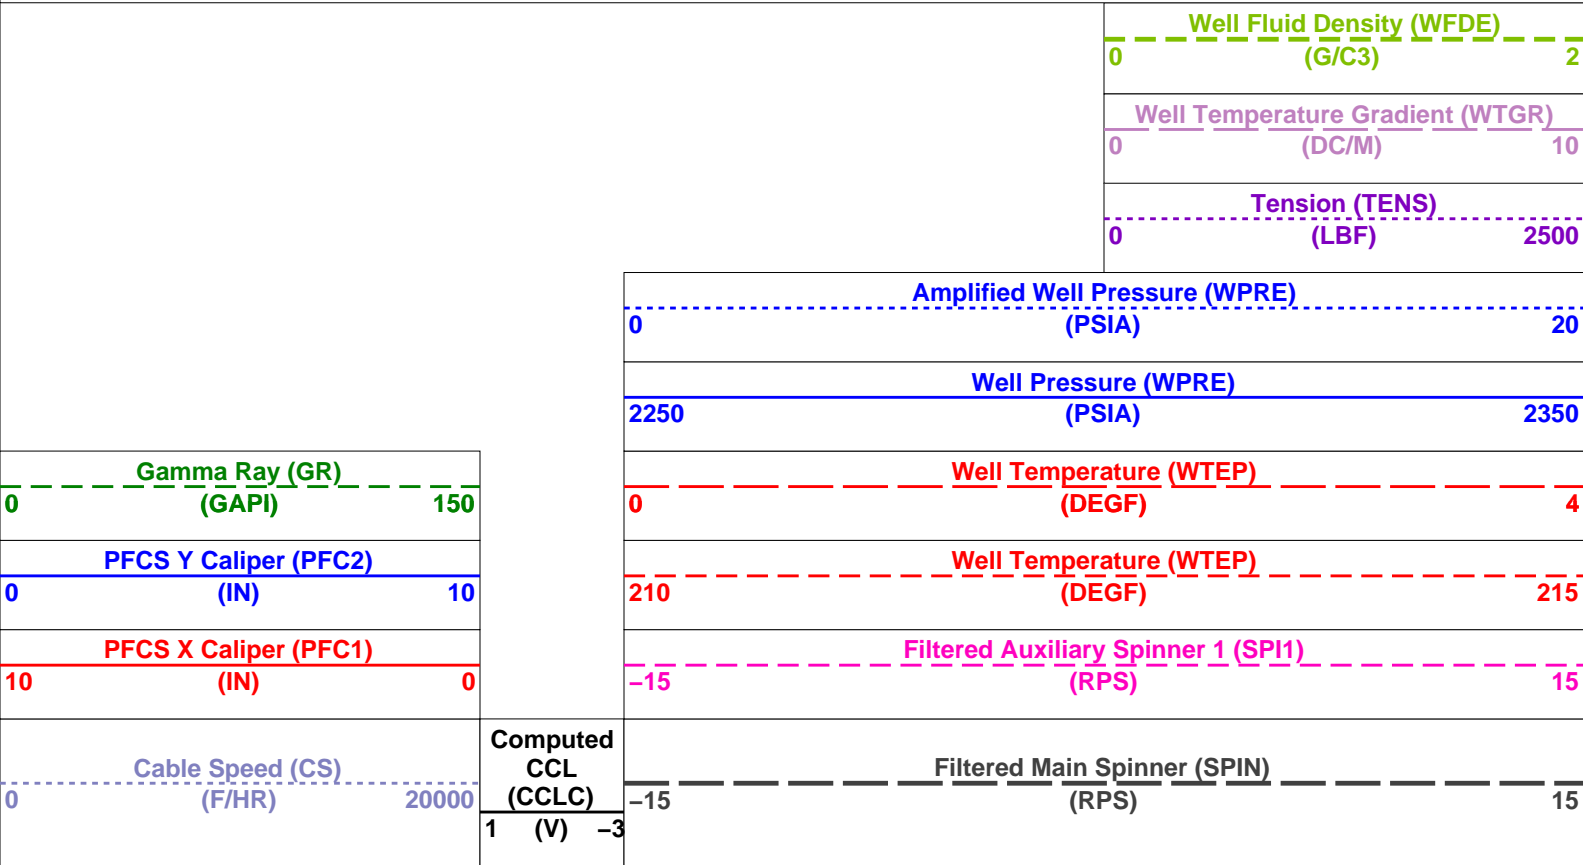 Well Fluid Density (WFDE)
0 (G/C3) 2
Well Temperature Gradient (WTGR)
0 (DC/M) 10
Tension (TENS)
0 (LBF) 2500
Amplified Well Pressure (WPRE)
0 (PSIA) 20
Well Pressure (WPRE)
2250 (PSIA) 2350
Gamma Ray (GR)
0 (GAPI) 150
Well Temperature (WTEP)
0 (DEGF) 4
PFCS Y Caliper (PFC2)
0 (IN) 10
Well Temperature (WTEP)
210 (DEGF) 215
PFCS X Caliper (PFC1)
10 (IN) 0
Filtered Auxiliary Spinner 1 (SPI1)
−15 (RPS) 15
Cable Speed (CS)
0 (F/HR) 20000
Computed
CCL
(CCLC)
1 (V) −3
Filtered Main Spinner (SPIN)
−15 (RPS) 15